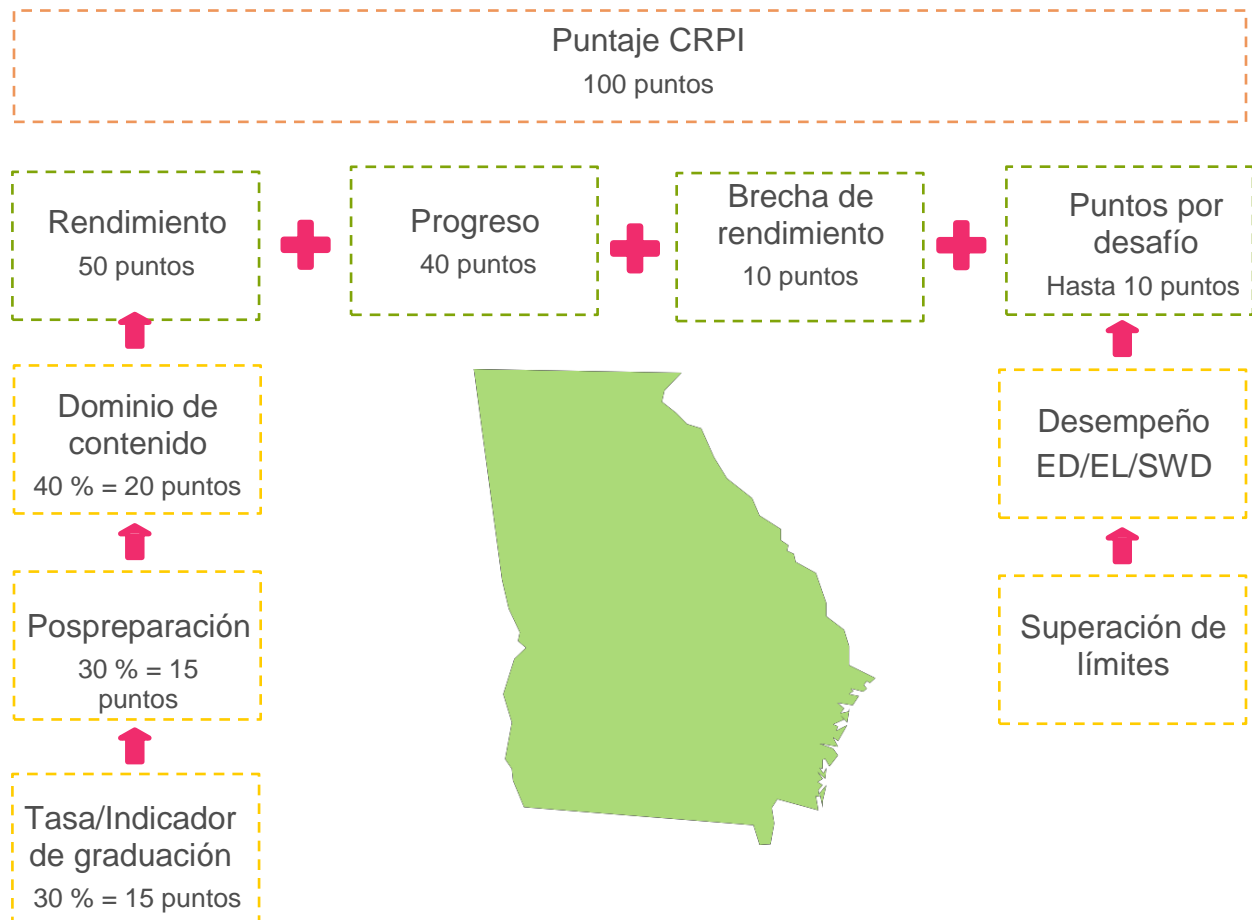 Puntaje CRPI
100 puntos
Rendimiento
50 puntos
Progreso
40 puntos
Brecha de
rendimiento
10 puntos
Puntos por
desafío
Hasta 10 puntos
Dominio de
contenido
40 % = 20 puntos
Pospreparación
30 % = 15
puntos
Tasa/Indicador
de graduación
30 % = 15 puntos
Desempeño
ED/EL/SWD
Superación de
límites